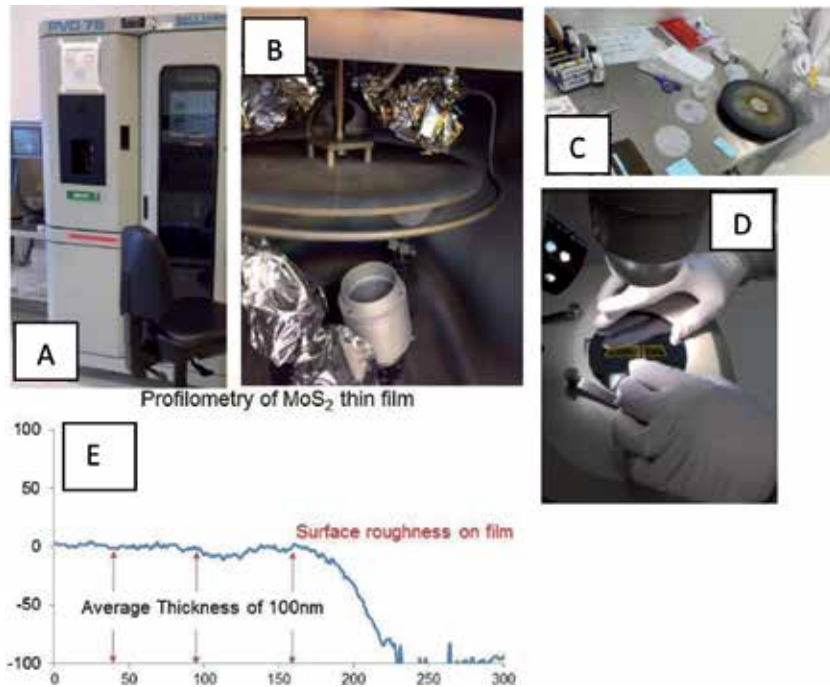 PVD 75
B
C
A
D
Profilometry of MoS₂ thin film
E
100
50
0
-50
-100
Surface roughness on film
Average Thickness of 100nm
0
50
100
150
200
250
300